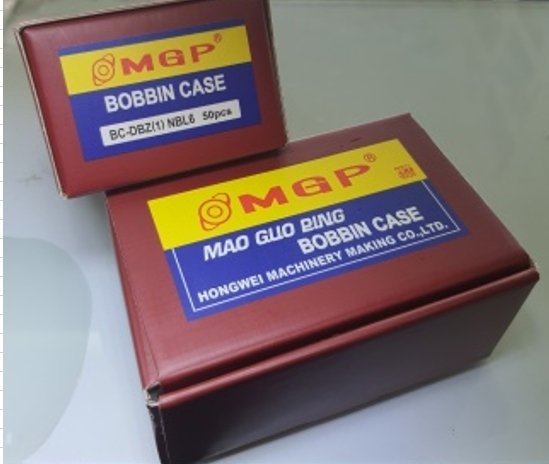 MGP®
BOBBIN CASE
BC-DBZ(1) NBL6 50pcs
MGP®
MAO GUO PING
BOBBIN CASE
HONGWEI MACHINERY MAKING CO.,LTD.